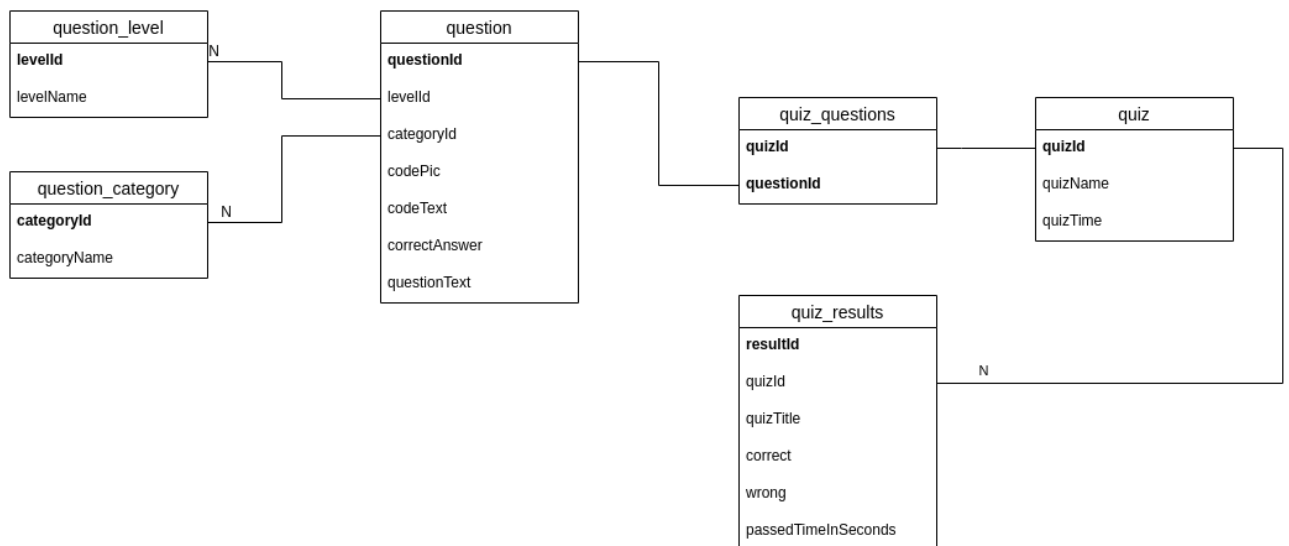 question_level
levelId
levelName
N
question_category
categoryId
categoryName
N
question
questionId
levelId
categoryId
codePic
codeText
correctAnswer
questionText
quiz_questions
quizId
questionId
quiz
quizId
quizName
quizTime
quiz_results
resultId
quizId
quizTitle
correct
wrong
passedTimeInSeconds
N